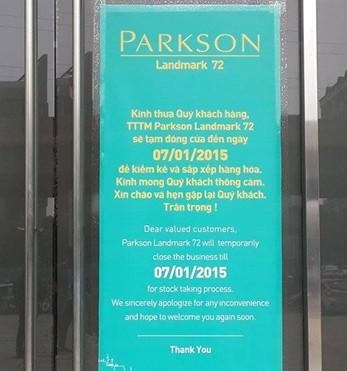 PARKSON
Landmark 72
Kính thưa Quý khách hàng,
TTTM Parkson Landmark 72
sẽ tạm đóng cửa đến ngày
07/01/2015
để kiểm kê và sắp xếp hàng hóa.
Kính mong Quý khách thông cảm.
Xin chào và hẹn gặp lại Quý khách.
Trân trọng !
Dear valued customers,
Parkson Landmark 72 will temporarily
close the business till
07/01/2015
for stock taking process.
We sincerely apologize for any inconvenience
and hope to welcome you again soon.
Thank You